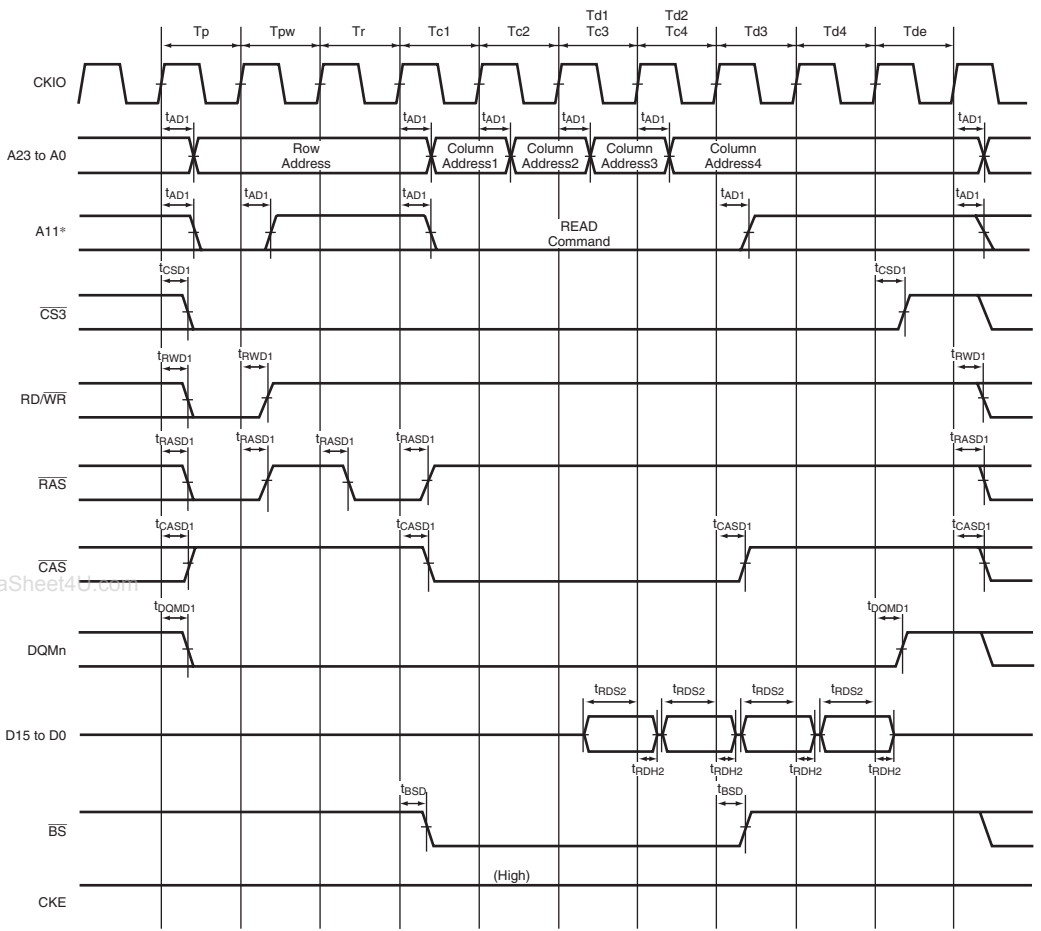 Td1 Td2
Tp Tpw Tr Tc1 Tc2 Tc3 Tc4 Td3 Td4 Tde
CKIO
tAD1 tAD1 tAD1 tAD1 tAD1 tAD1
A23 to A0
Row Address
Column Address1
Column Address2
Column Address3
Column Address4
tAD1 tAD1 tAD1 tAD1 tAD1
A11*
READ
Command
tCSD1 tCSD1
CS3
tRWD1 tRWD1 tRWD1
RD/WR
tRASD1 tRASD1 tRASD1 tRASD1 tRASD1
RAS
tCASD1 tCASD1 tCASD1 tCASD1
CAS
aSheet4U.com
tDQMD1 tDQMD1
DQMn
tRDS2 tRDS2 tRDS2 tRDS2
D15 to D0
tRDH2 tRDH2 tRDH2 tRDH2
tBSD tBSD
BS
(High)
CKE